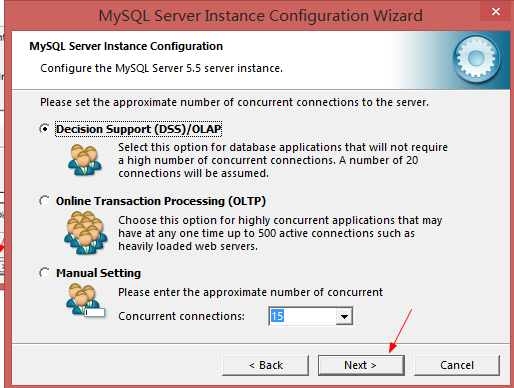 MySQL Server Instance Configuration Wizard
MySQL Server Instance Configuration
Configure the MySQL Server 5.5 server instance.
Please set the approximate number of concurrent connections to the server.
Decision Support (DSS)/OLAP
Select this option for database applications that will not require
a high number of concurrent connections. A number of 20
connections will be assumed.
Online Transaction Processing (OLTP)
Choose this option for highly concurrent applications that may
have at any one time up to 500 active connections such as
heavily loaded web servers.
Manual Setting
Please enter the approximate number of concurrent
Concurrent connections: 15
< Back Next > Cancel